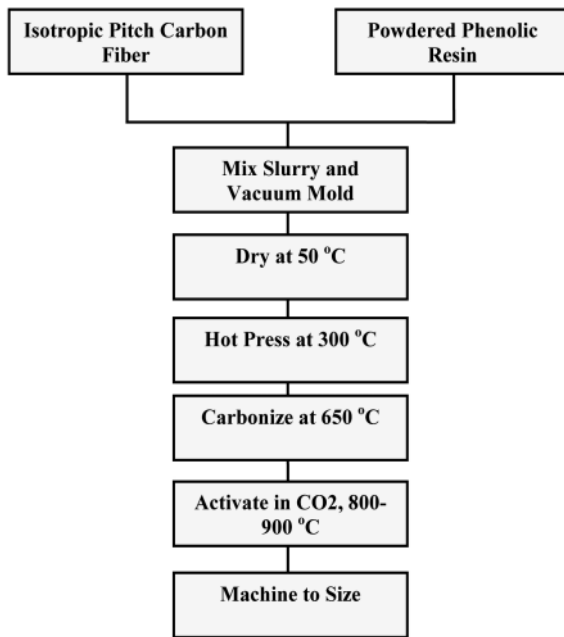 Isotropic Pitch Carbon
Fiber
Powdered Phenolic
Resin
Mix Slurry and
Vacuum Mold
Dry at 50 °C
Hot Press at 300 °C
Carbonize at 650 °C
Activate in CO2, 800-
900 °C
Machine to Size